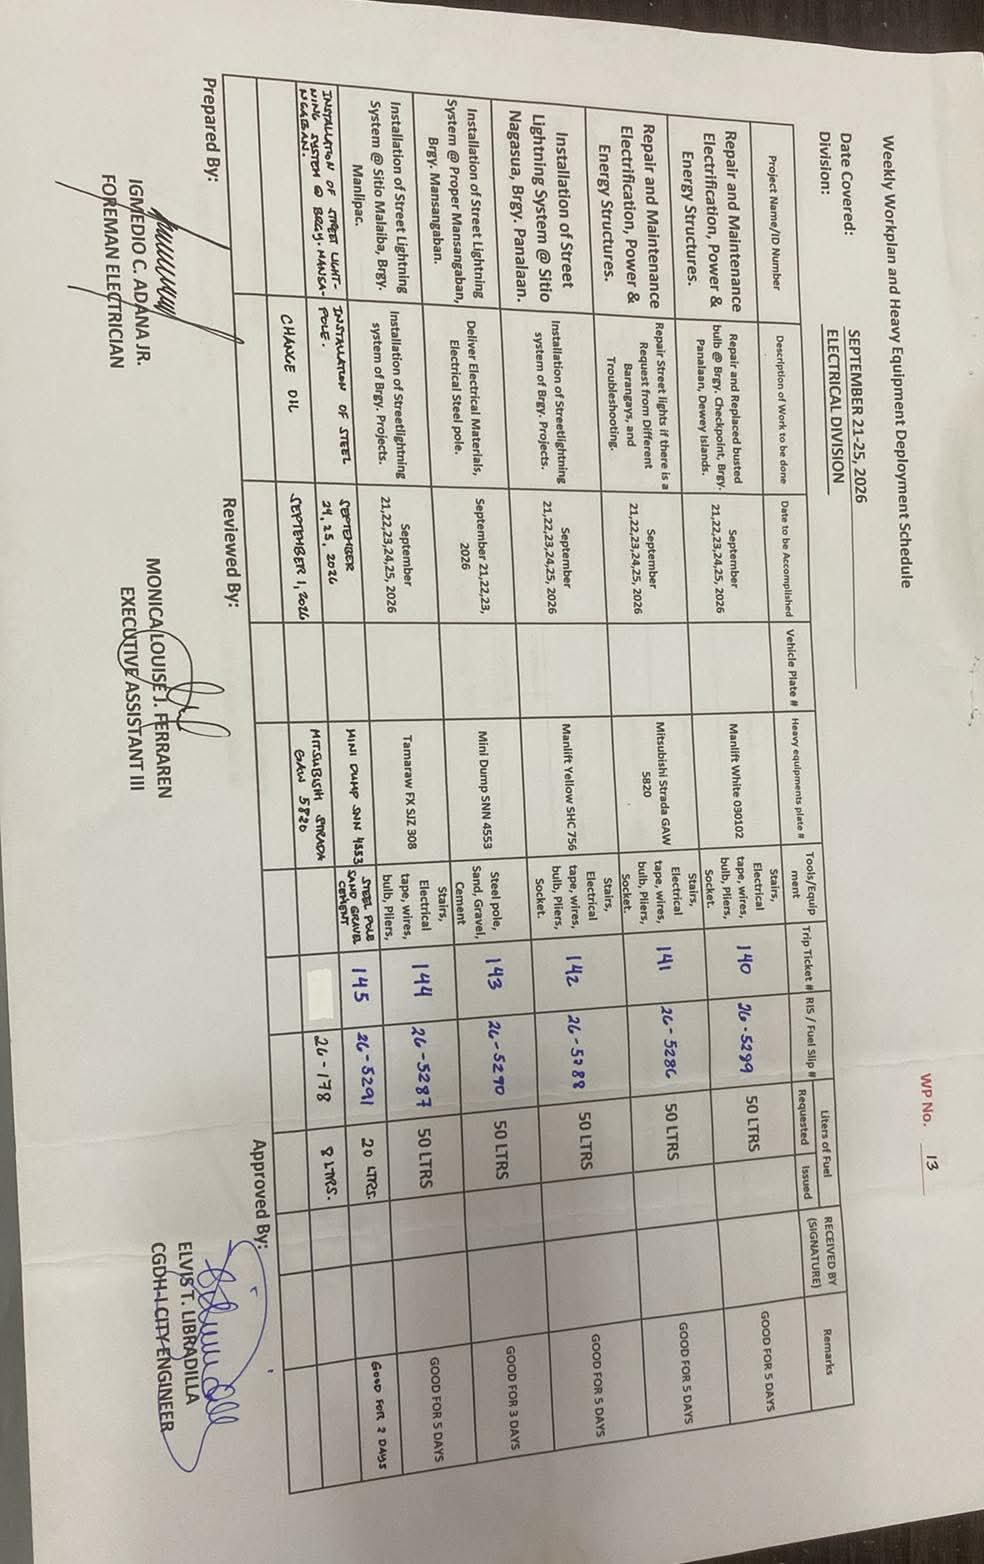 Weekly Workplan and Heavy Equipment Deployment Schedule
WP No. 13
Date Covered: SEPTEMBER 21-25, 2026
Division: ELECTRICAL DIVISION
Project Name/ID Number
Description of Work to be done
Date to be Accomplished
Vehicle Plate #
Heavy equipments plate #
Tools/Equip
ment
Trip Ticket #
RIS / Fuel Slip #
Liters of Fuel
Requested
Issued
RECEIVED BY
(SIGNATURE)
Remarks
Repair and Maintenance
Electrification, Power &
Energy Structures.
Repair and Replaced busted
bulb @ Brgy. Checkpoint, Brgy.
Panalaan, Dewey Islands.
September
21,22,23,24,25, 2026
Manlift White 030102
Stairs,
Electrical
tape, wires,
bulb, Pliers,
Socket.
140
26-5299
50 LTRS
GOOD FOR 5 DAYS
Repair and Maintenance
Electrification, Power &
Energy Structures.
Repair Street lights if there is a
Request from Different
Barangays, and
Troubleshooting.
September
21,22,23,24,25, 2026
Mitsubishi Strada GAW
5820
Stairs,
Electrical
tape, wires,
bulb, Pliers,
Socket.
141
26-5286
50 LTRS
GOOD FOR 5 DAYS
Installation of Street
Lightning System @ Sitio
Nagasua, Brgy. Panalaan.
Installation of Streetlightning
system of Brgy. Projects.
September
21,22,23,24,25, 2026
Manlift Yellow SHC 756
Stairs,
Electrical
tape, wires,
bulb, Pliers,
Socket.
142
26-5288
50 LTRS
GOOD FOR 5 DAYS
Installation of Street Lightning
System @ Proper Mansangaban,
Brgy. Mansangaban.
Deliver Electrical Materials,
Electrical Steel pole.
September 21,22,23,
2026
Mini Dump SNN 4553
Steel pole,
Sand, Gravel,
Cement
143
26-5290
50 LTRS
GOOD FOR 3 DAYS
Installation of Street Lightning
System @ Sitio Malaiba, Brgy.
Manlipac.
Installation of Streetlightning
system of Brgy. Projects.
September
21,22,23,24,25, 2026
Tamaraw FX SJZ 308
Stairs,
Electrical
tape, wires,
bulb, Pliers,
144
26-5287
50 LTRS
GOOD FOR 5 DAYS
INSTALLATION OF STREET LIGHT-
NING SYSTEM @ BRGY. MANSA-
NGABAN.
INSTALLATION OF STEEL
POLE.
SEPTEMBER
24, 25, 2026
MINI DUMP SNN 4553
STEEL POLE
SAND GRAVEL
CEMENT
145
26-5291
20 LTRS.
GOOD FOR 2 DAYS
CHANGE OIL
SEPTEMBER 1, 2026
MITSUBISHI STRADA
GAW 5820
26-178
8 LTRS.
Prepared By:
IGMEDIO C. ADANA JR.
FOREMAN ELECTRICIAN
Reviewed By:
MONICA LOUISE J. FERRAREN
EXECUTIVE ASSISTANT III
Approved By:
ELVIS T. LIBRADILLA
CGDH-I CITY ENGINEER